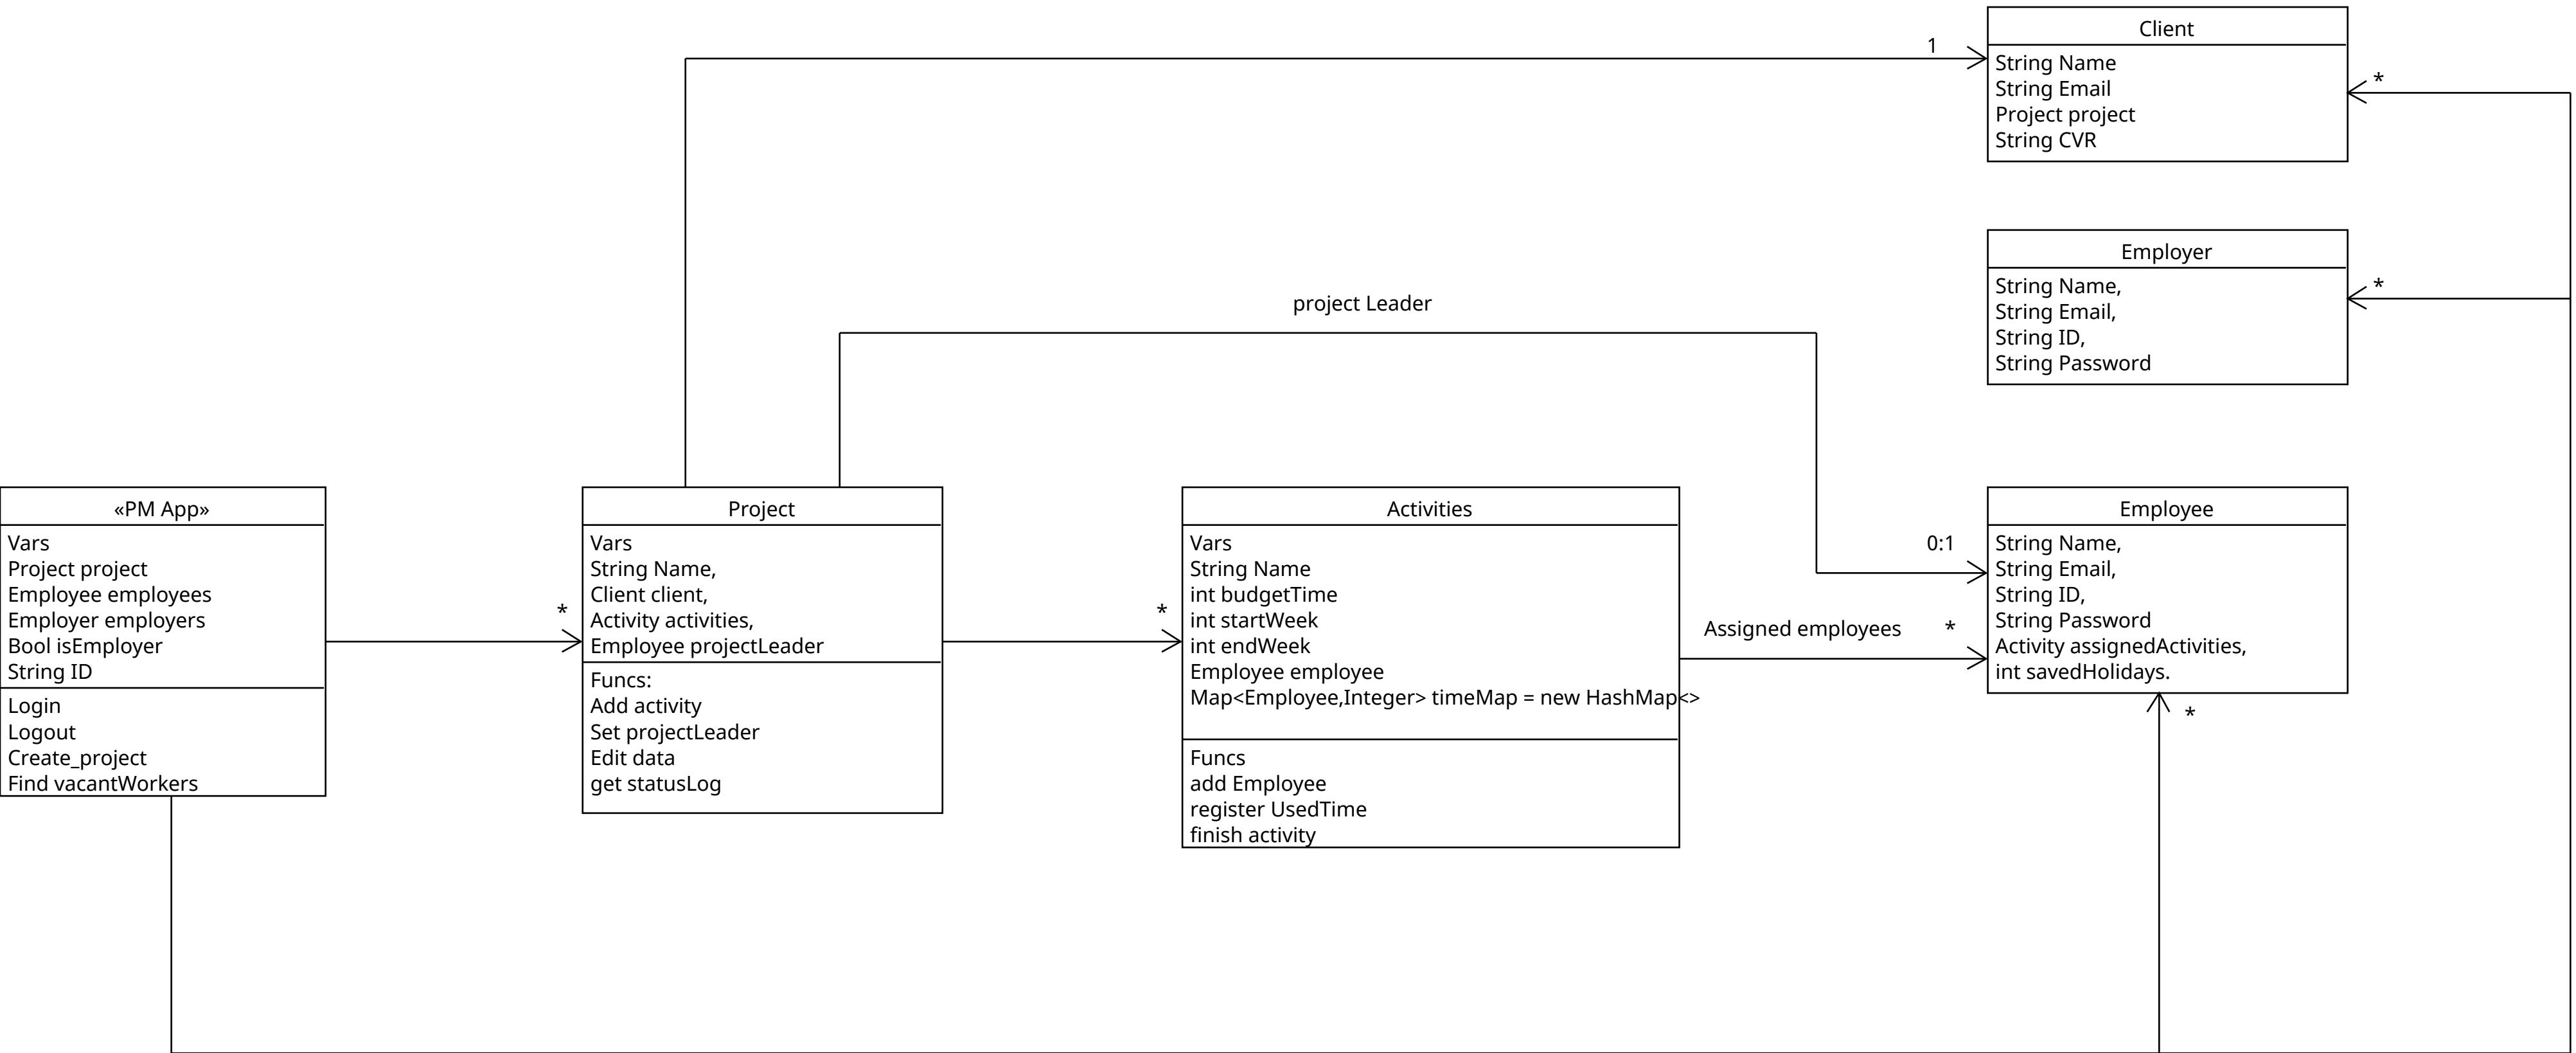 Client
1
String Name
String Email
Project project
String CVR
*
Employer
String Name,
String Email,
String ID,
String Password
*
project Leader
«PM App»
Vars
Project project
Employee employees
Employer employers
Bool isEmployer
String ID
Login
Logout
Create_project
Find vacantWorkers
*
Project
Vars
String Name,
Client client,
Activity activities,
Employee projectLeader
Funcs:
Add activity
Set projectLeader
Edit data
get statusLog
*
Activities
Vars
String Name
int budgetTime
int startWeek
int endWeek
Employee employee
Map<Employee,Integer> timeMap = new HashMap<>
Funcs
add Employee
register UsedTime
finish activity
0:1
Assigned employees *
Employee
String Name,
String Email,
String ID,
String Password
Activity assignedActivities,
int savedHolidays.
*